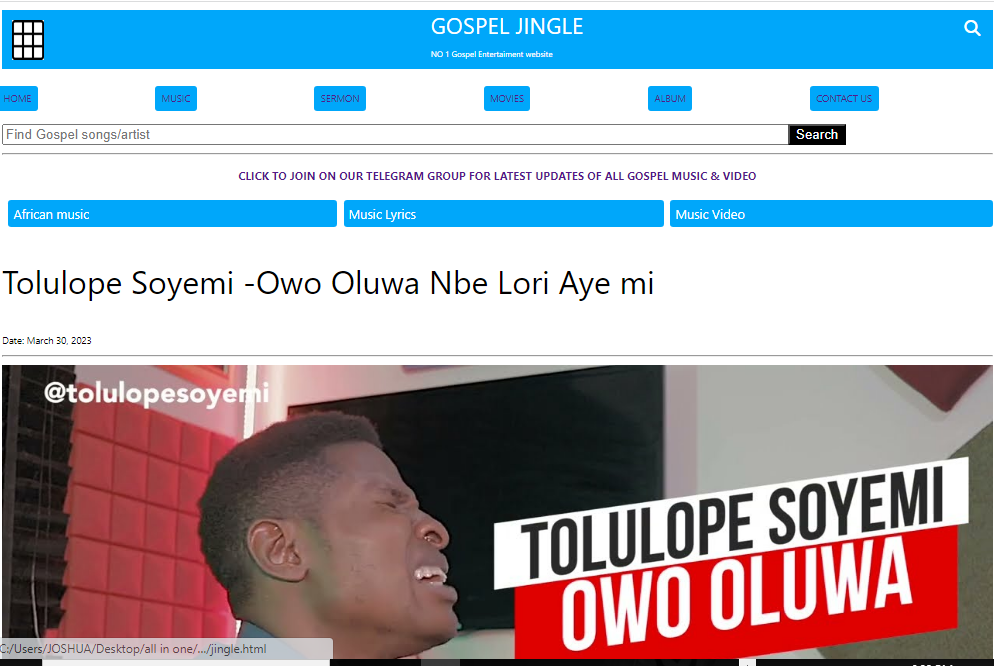 GOSPEL JINGLE
NO 1 Gospel Entertaiment website
HOME MUSIC SERMON MOVIES ALBUM CONTACT US
Find Gospel songs/artist Search
CLICK TO JOIN ON OUR TELEGRAM GROUP FOR LATEST UPDATES OF ALL GOSPEL MUSIC & VIDEO
African music Music Lyrics Music Video
Tolulope Soyemi -Owo Oluwa Nbe Lori Aye mi
Date: March 30, 2023
@tolulopesoyemi
TOLULOPE SOYEMI
OWO OLUWA
C:/Users/JOSHUA/Desktop/all in one/.../jingle.html